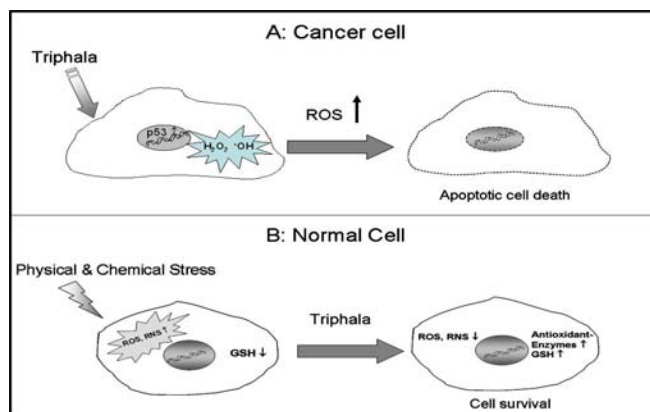 A: Cancer cell
Triphala
p53 ↑
H₂O₂ ·OH
ROS ↑
Apoptotic cell death
B: Normal Cell
Physical & Chemical Stress
ROS, RNS ↑
GSH ↓
Triphala
ROS, RNS ↓
Antioxidant-
Enzymes ↑
GSH ↑
Cell survival